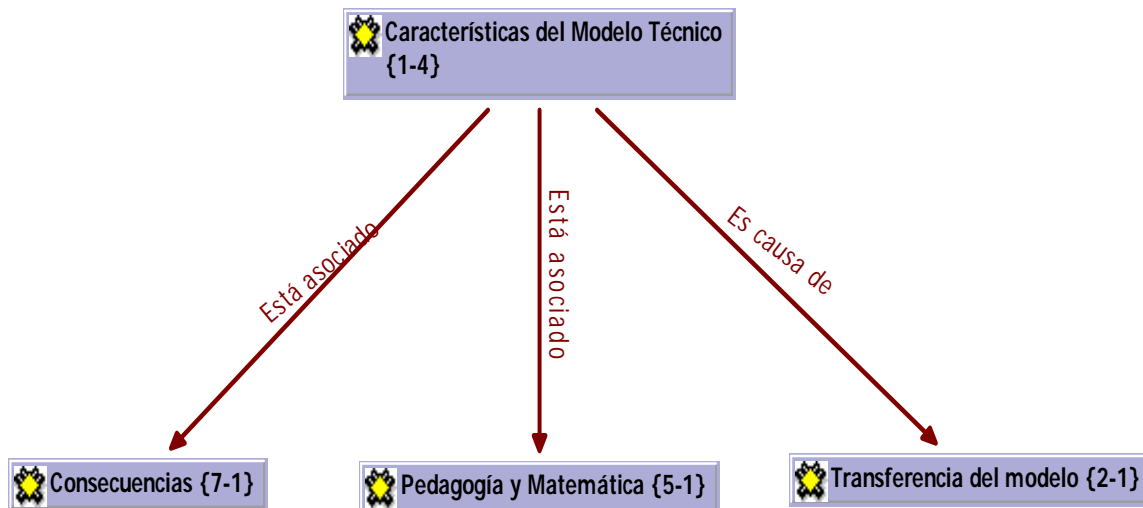 Características del Modelo Técnico
{1-4}
Está asociado
Está asociado
Es causa de
Consecuencias {7-1}
Pedagogía y Matemática {5-1}
Transferencia del modelo {2-1}